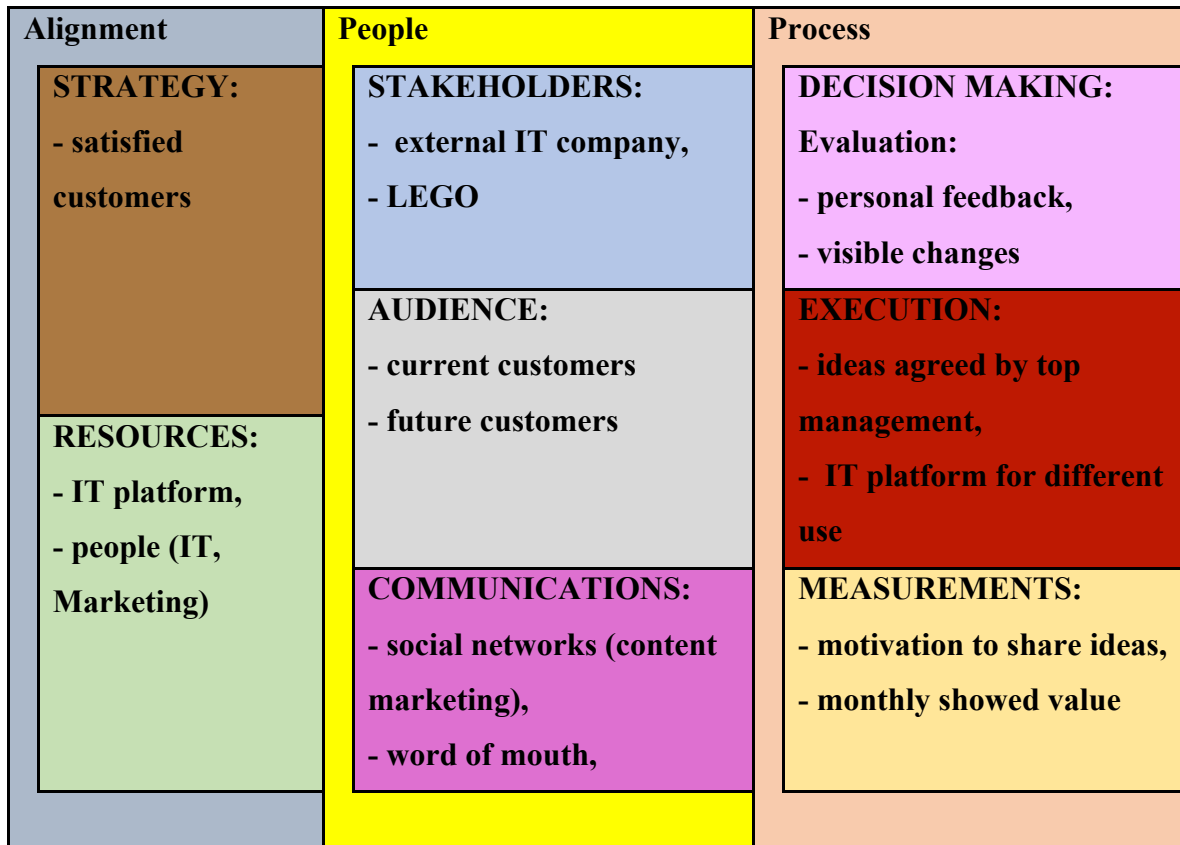 Alignment
STRATEGY:
- satisfied
customers
RESOURCES:
- IT platform,
- people (IT,
Marketing)
People
STAKEHOLDERS:
- external IT company,
- LEGO
AUDIENCE:
- current customers
- future customers
COMMUNICATIONS:
- social networks (content
marketing),
- word of mouth,
Process
DECISION MAKING:
Evaluation:
- personal feedback,
- visible changes
EXECUTION:
- ideas agreed by top
management,
- IT platform for different
use
MEASUREMENTS:
- motivation to share ideas,
- monthly showed value